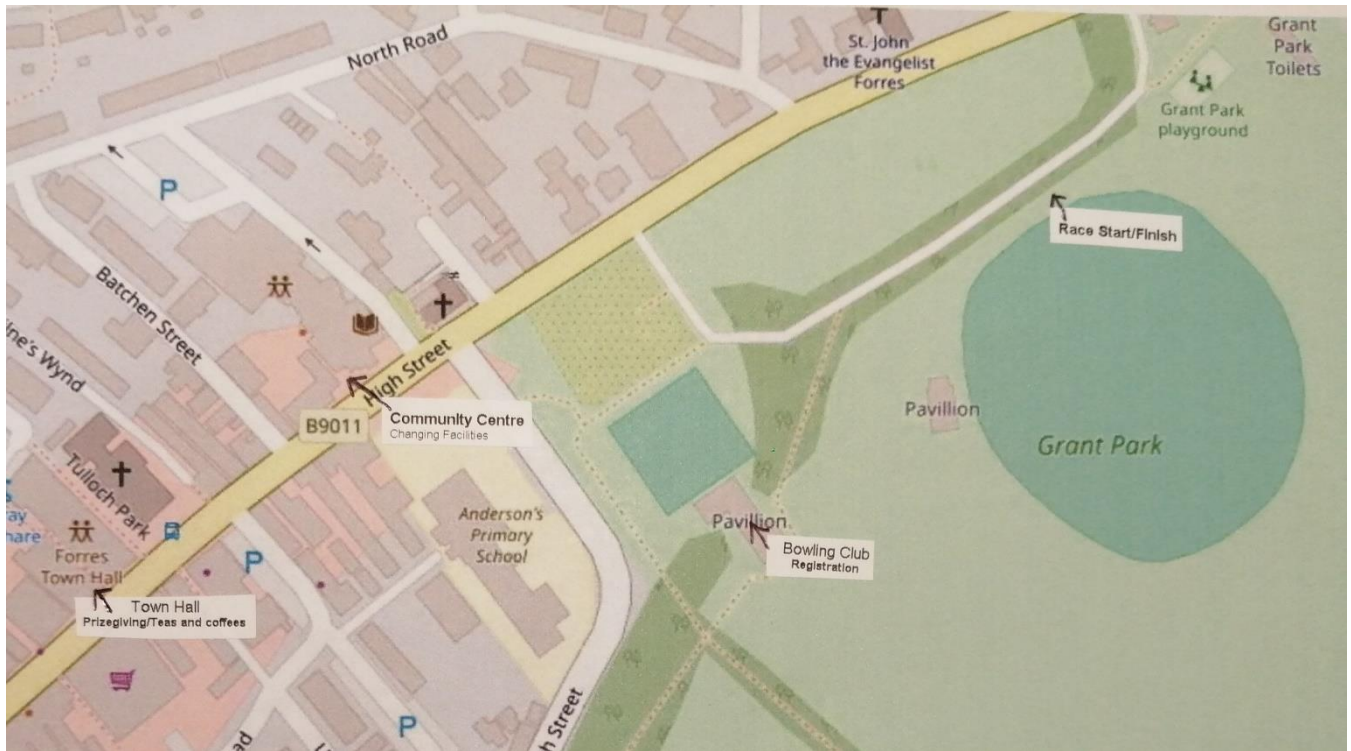 North Road
St. John
the Evangelist
Forres
Grant
Park
Toilets
Grant Park
playground
P
Race Start/Finish
Batchen Street
High Street
B9011
Community Centre
Changing Facilities
Pavillion
Grant Park
Tulloch Park
Anderson's
Primary
School
Pavillion
Bowling Club
Registration
Forres
Town Hall
P
Town Hall
Prizegiving/Teas and coffees
P
Street